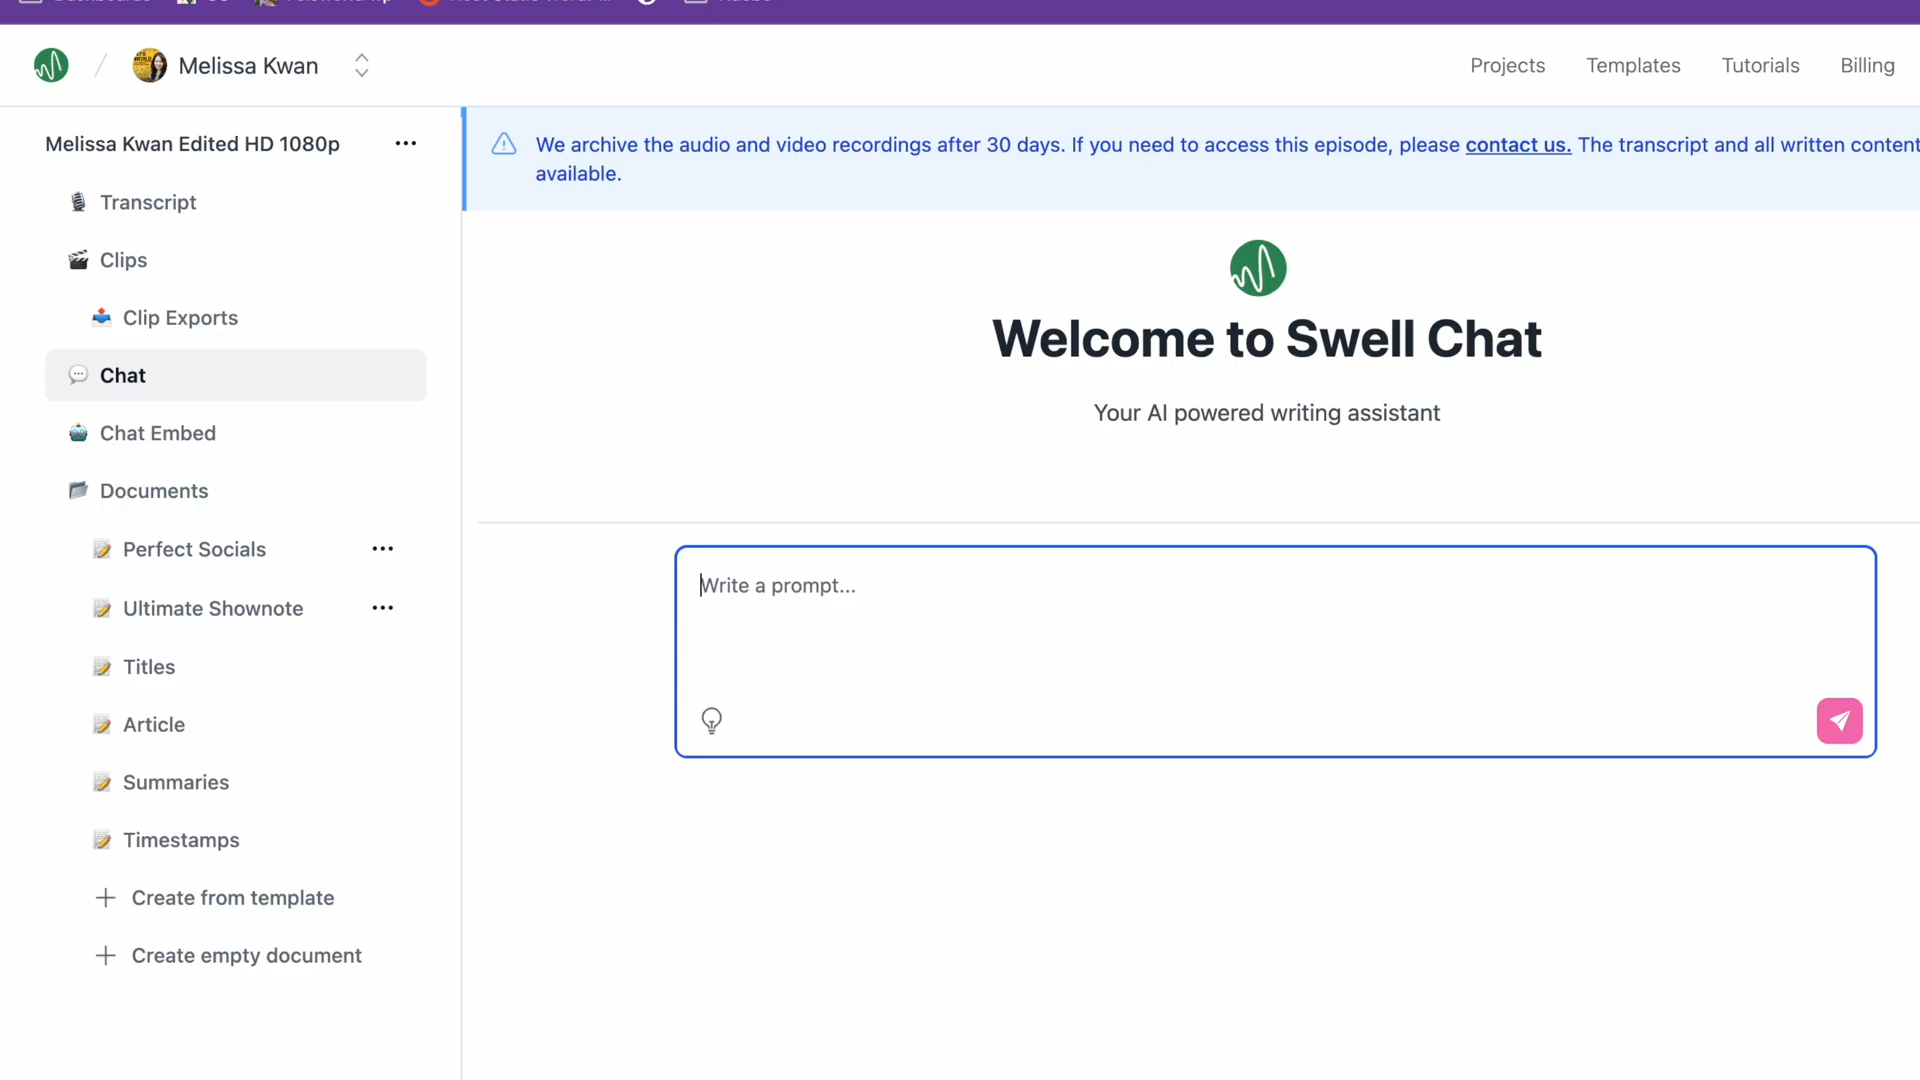 Melissa Kwan
Projects
Templates
Tutorials
Billing
Melissa Kwan Edited HD 1080p
Transcript
Clips
Clip Exports
Chat
Chat Embed
Documents
Perfect Socials
Ultimate Shownote
Titles
Article
Summaries
Timestamps
Create from template
Create empty document
We archive the audio and video recordings after 30 days. If you need to access this episode, please contact us. The transcript and all written content
available.
Welcome to Swell Chat
Your AI powered writing assistant
Write a prompt...